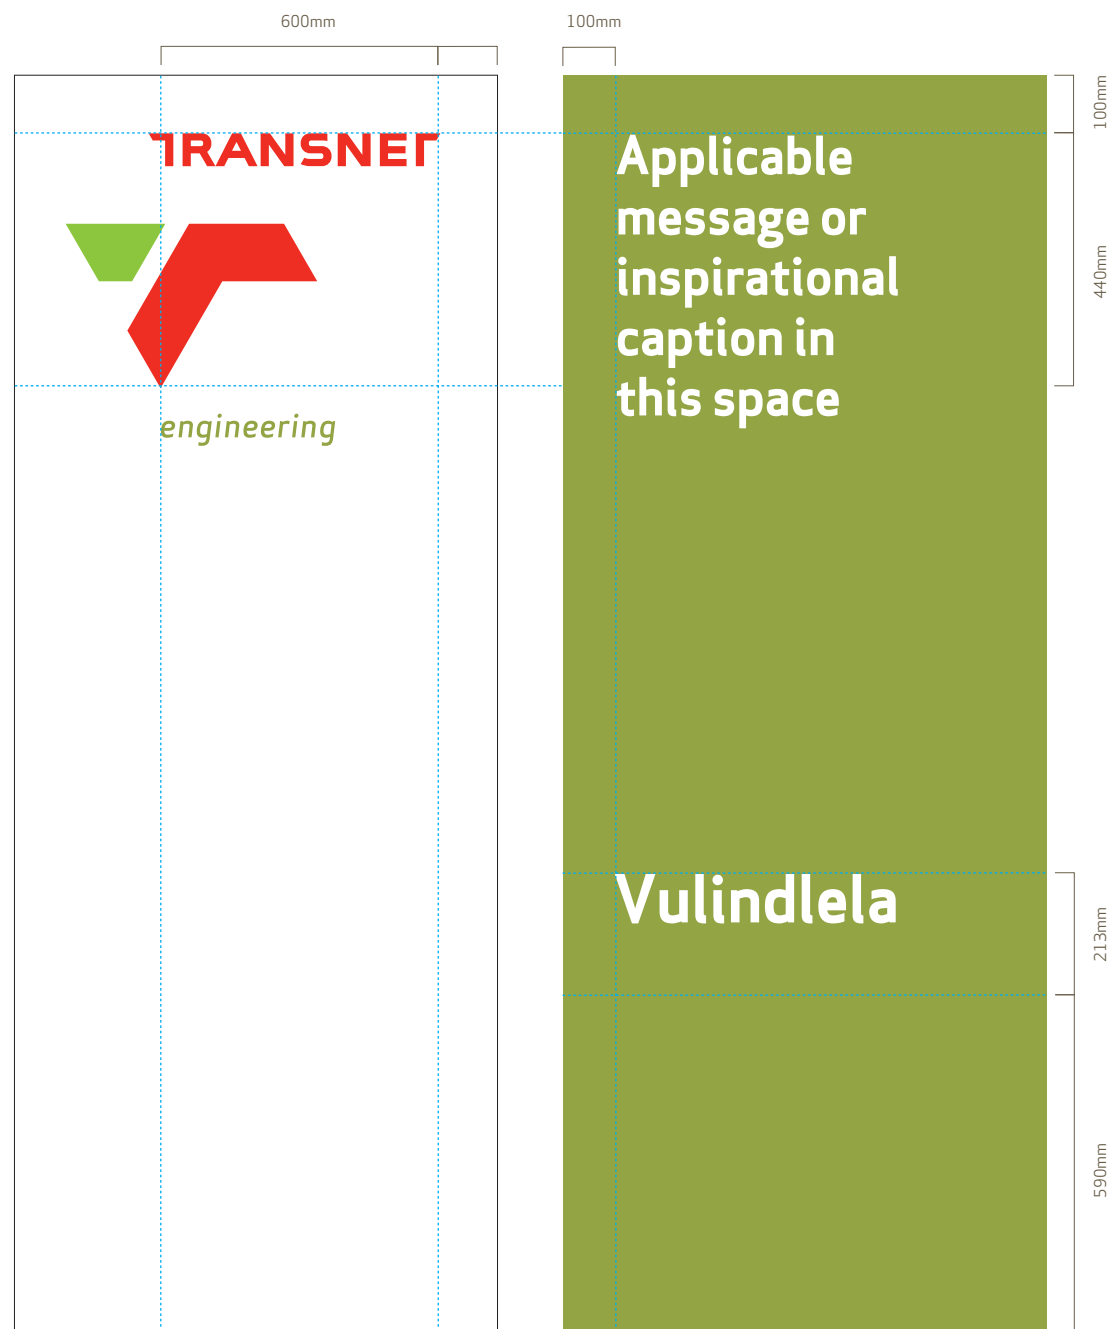 600mm
100mm
TRANSNET
engineering
Applicable
message or
inspirational
caption in
this space
Vulindlela
100mm
440mm
213mm
590mm